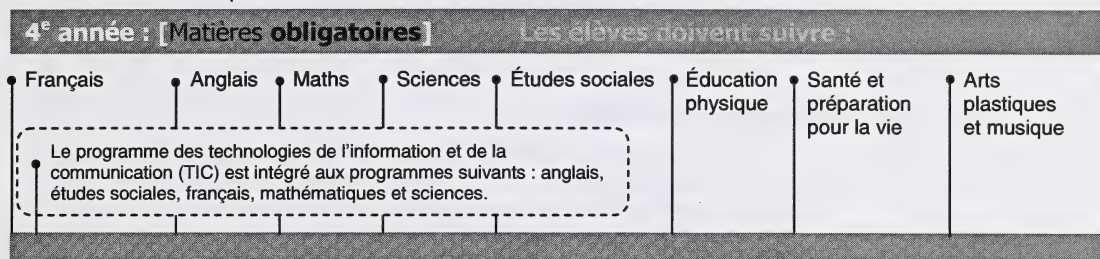 4e année : [Matières obligatoires] Les élèves doivent suivre :
Français
Anglais
Maths
Sciences
Études sociales
Éducation
physique
Santé et
préparation
pour la vie
Arts
plastiques
et musique
Le programme des technologies de l'information et de la
communication (TIC) est intégré aux programmes suivants : anglais,
études sociales, français, mathématiques et sciences.